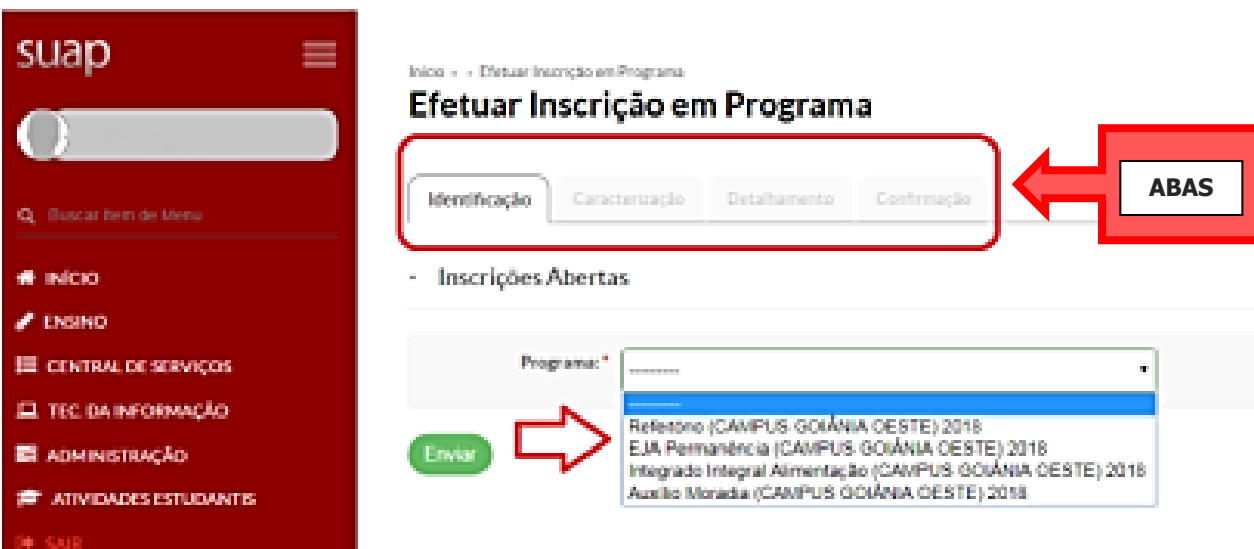 suap
Início » » Efetuar Inscrição em Programa
Efetuar Inscrição em Programa
Buscar Item de Menu
INÍCIO
ENSINO
CENTRAL DE SERVIÇOS
TEC. DA INFORMAÇÃO
ADMINISTRAÇÃO
ATIVIDADES ESTUDANTIS
SAIR
Identificação Caracterização Detalhamento Confirmação
ABAS
- Inscrições Abertas
Programa:* ---------
---------
Refeitório (CAMPUS GOIÂNIA OESTE) 2018
EJA Permanência (CAMPUS GOIÂNIA OESTE) 2018
Integrado Integral Alimentação (CAMPUS GOIÂNIA OESTE) 2018
Auxílio Moradia (CAMPUS GOIÂNIA OESTE) 2018
Enviar